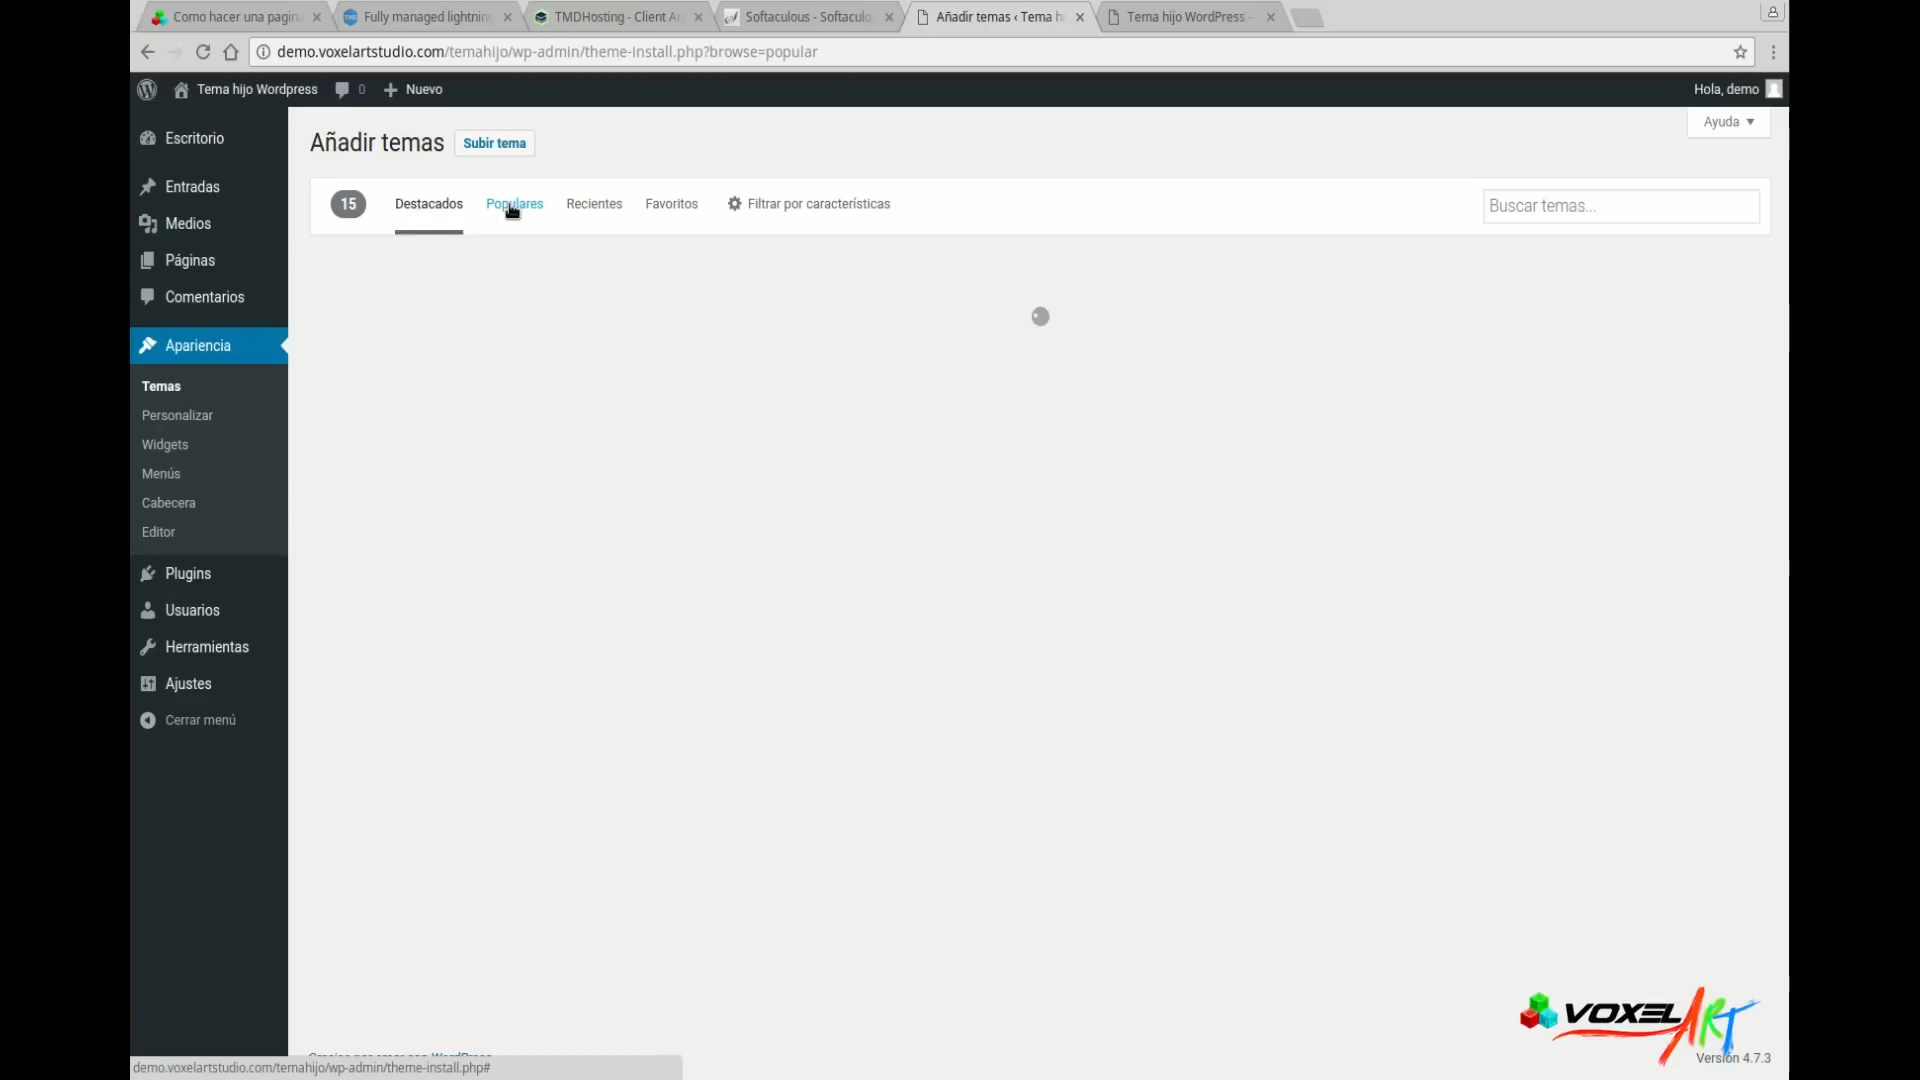 Como hacer una pagina
Fully managed lightning
TMDHosting - Client Ar
Softaculous - Softaculo
Añadir temas ‹ Tema h
Tema hijo WordPress –
demo.voxelartstudio.com/temahijo/wp-admin/theme-install.php?browse=popular
Tema hijo Wordpress
0
Nuevo
Hola, demo
Escritorio
Entradas
Medios
Páginas
Comentarios
Apariencia
Temas
Personalizar
Widgets
Menús
Cabecera
Editor
Plugins
Usuarios
Herramientas
Ajustes
Cerrar menú
Ayuda
Añadir temas
Subir tema
15
Destacados
Populares
Recientes
Favoritos
Filtrar por características
Buscar temas...
VOXEL ART
Versión 4.7.3
demo.voxelartstudio.com/temahijo/wp-admin/theme-install.php#